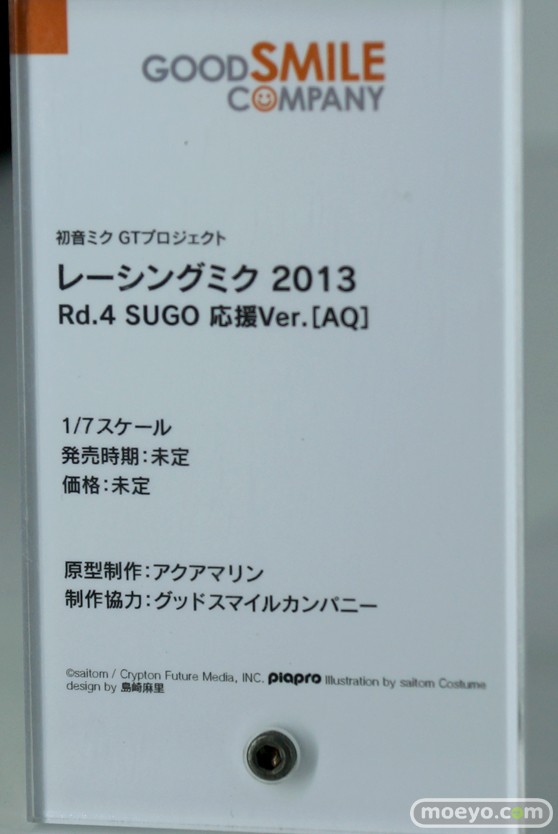 GOODSMILE
COMPANY
初音ミク GTプロジェクト
レーシングミク 2013
Rd.4 SUGO 応援Ver.[AQ]
1/7スケール
発売時期:未定
価格:未定
原型制作:アクアマリン
制作協力:グッドスマイルカンパニー
©saitom / Crypton Future Media, INC. piapro Illustration by saitom Costume
design by 島崎麻里
moeyo.com